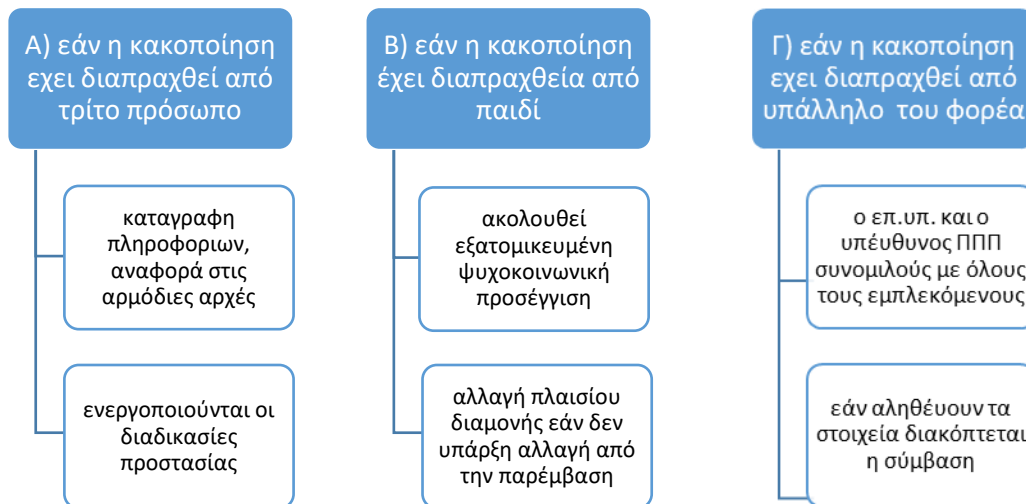 Α) εάν η κακοποίηση
εχει διαπραχθεί από
τρίτο πρόσωπο
καταγραφη
πληροφοριων,
αναφορά στις
αρμόδιες αρχές
ενεργοποιούνται οι
διαδικασίες
προστασίας
Β) εάν η κακοποίηση
έχει διαπραχθεία από
παιδί
ακολουθεί
εξατομικευμένη
ψυχοκοινωνική
προσέγγιση
αλλαγή πλαισίου
διαμονής εάν δεν
υπάρξη αλλαγή από
την παρέμβαση
Γ) εάν η κακοποίηση
εχει διαπραχθεί από
υπάλληλο του φορέα
ο επ.υπ. και ο
υπέυθυνος ΠΠΠ
συνομιλούς με όλους
τους εμπλεκόμενους
εάν αληθέυουν τα
στοιχεία διακόπτεται
η σύμβαση